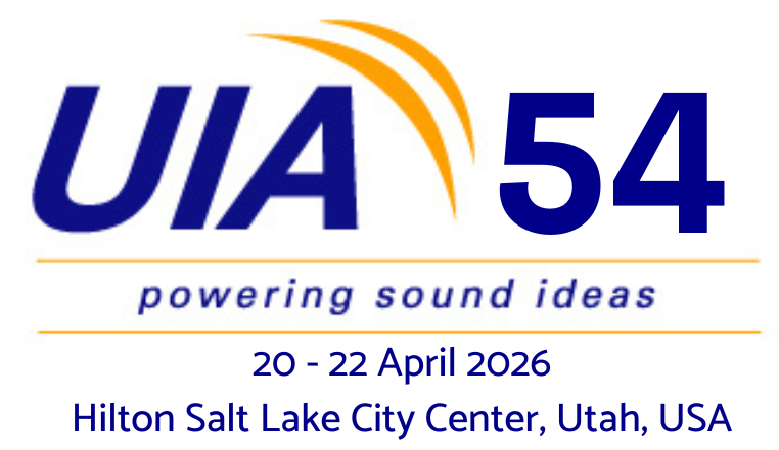 UIA 54
powering sound ideas
20 - 22 April 2026
Hilton Salt Lake City Center, Utah, USA